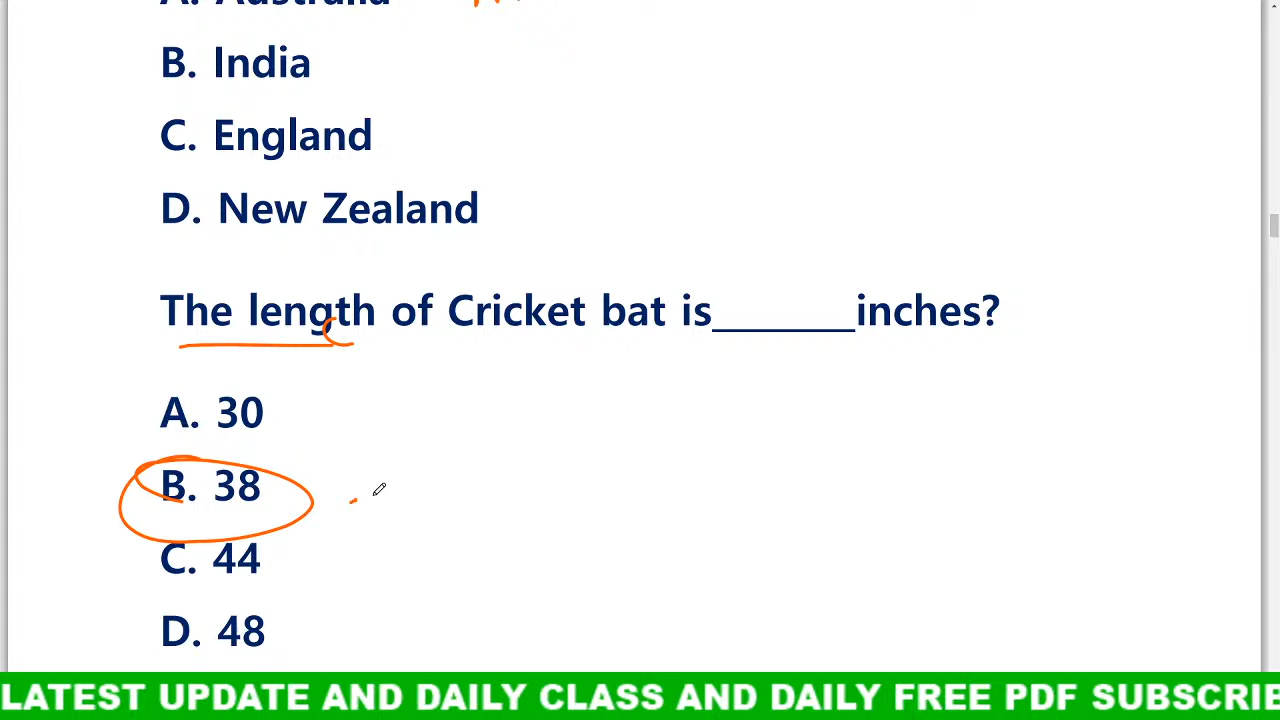 A. Australia
B. India
C. England
D. New Zealand
The length of Cricket bat is_______inches?
A. 30
B. 38
C. 44
D. 48
LATEST UPDATE AND DAILY CLASS AND DAILY FREE PDF SUBSCRIE